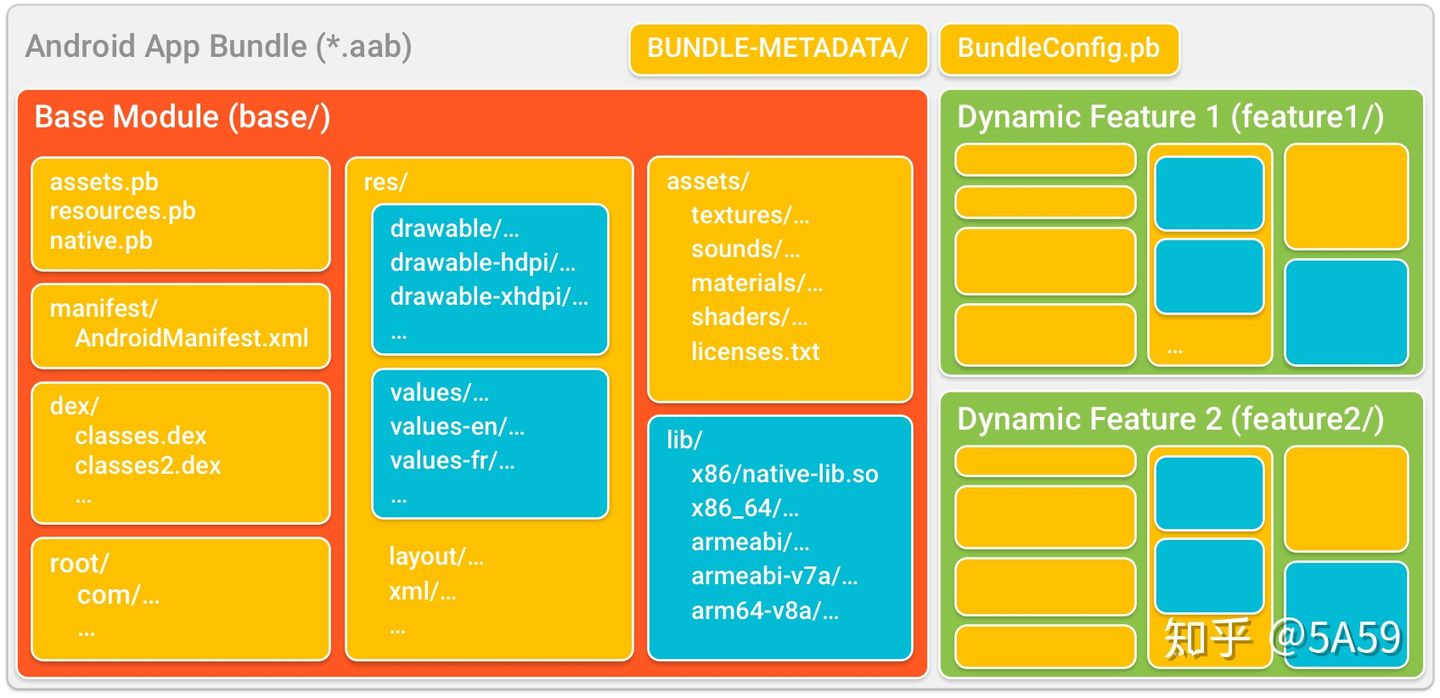 Android App Bundle (*.aab)
BUNDLE-METADATA/
BundleConfig.pb
Base Module (base/)
assets.pb
resources.pb
native.pb
manifest/
AndroidManifest.xml
dex/
classes.dex
classes2.dex
...
root/
com/...
...
res/
drawable/...
drawable-hdpi/...
drawable-xhdpi/...
...
values/...
values-en/...
values-fr/...
...
layout/...
xml/...
...
assets/
textures/...
sounds/...
materials/...
shaders/...
licenses.txt
lib/
x86/native-lib.so
x86_64/...
armeabi/...
armeabi-v7a/...
arm64-v8a/...
Dynamic Feature 1 (feature1/)
...
Dynamic Feature 2 (feature2/)
知乎 @5A59